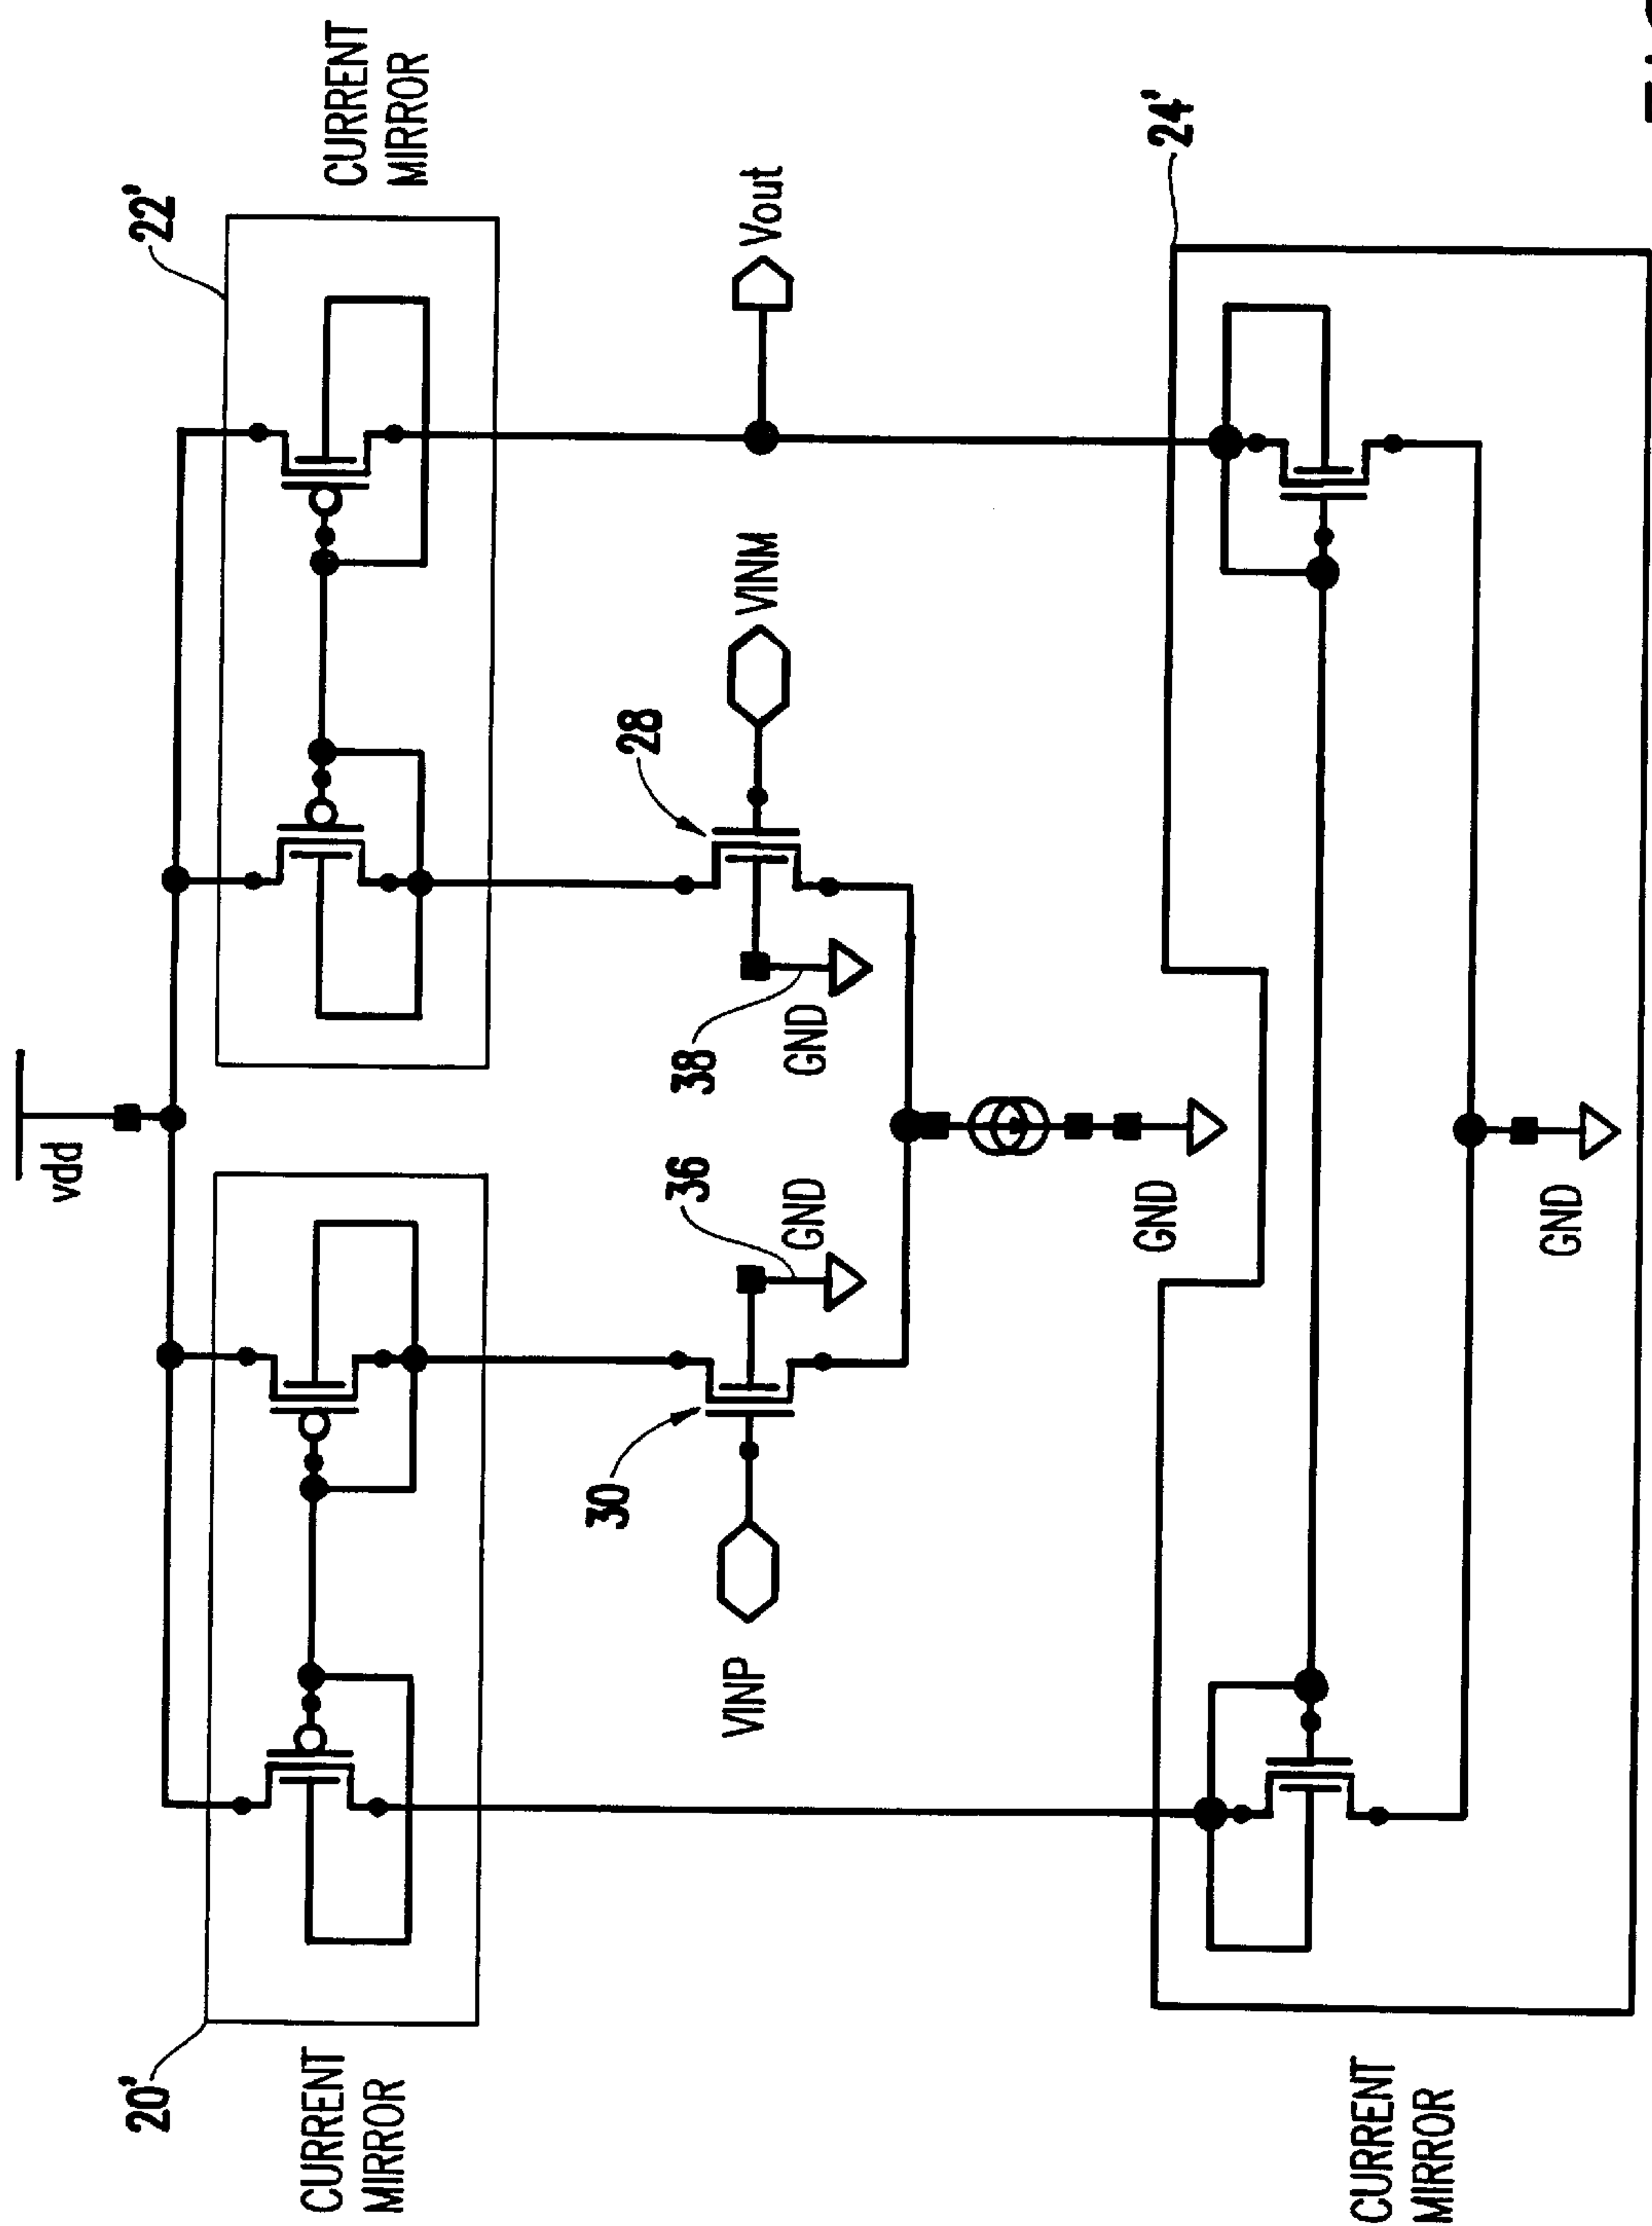 vdd
20'
CURRENT
MIRROR
22'
CURRENT
MIRROR
30
VINP
36
GND
28
VINM
38
GND
Vout
GND
24'
CURRENT
MIRROR
GND